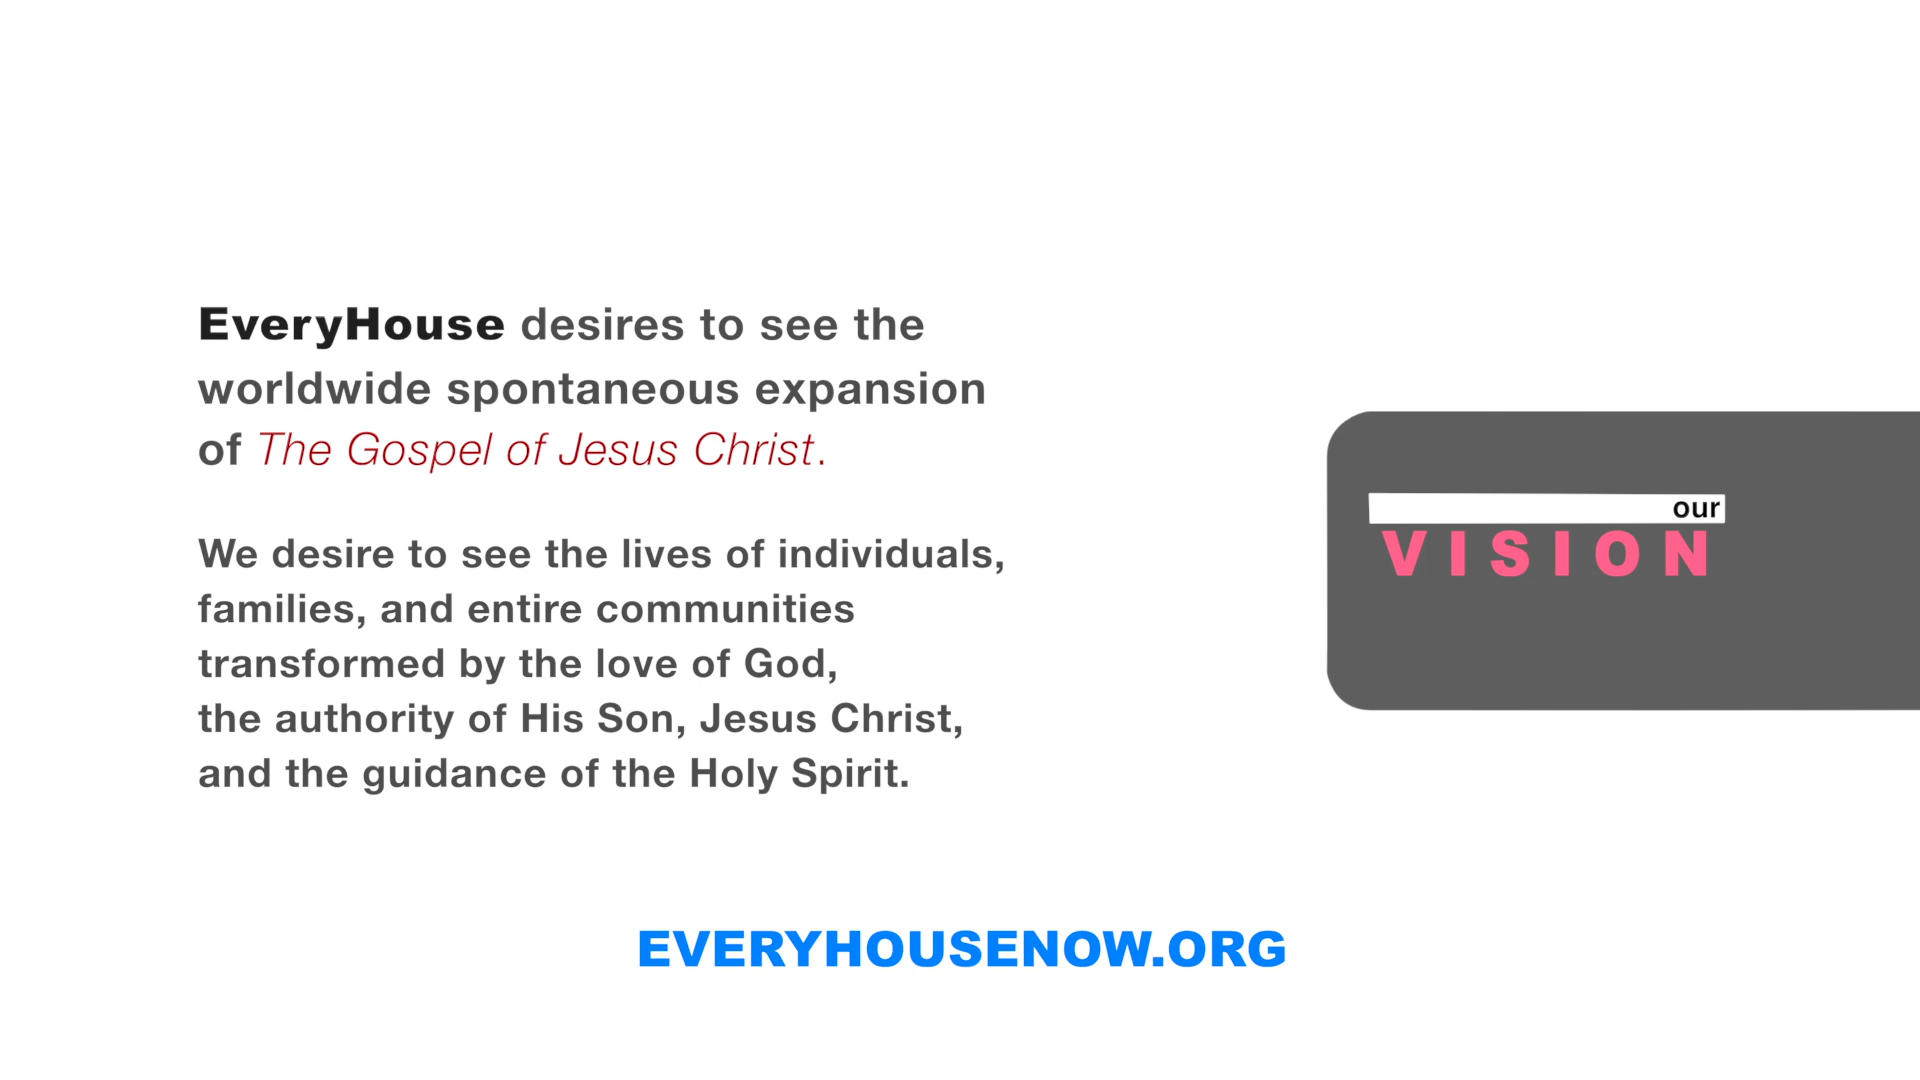 EveryHouse desires to see the
worldwide spontaneous expansion
of The Gospel of Jesus Christ.
We desire to see the lives of individuals,
families, and entire communities
transformed by the love of God,
the authority of His Son, Jesus Christ,
and the guidance of the Holy Spirit.
our
VISION
EVERYHOUSENOW.ORG